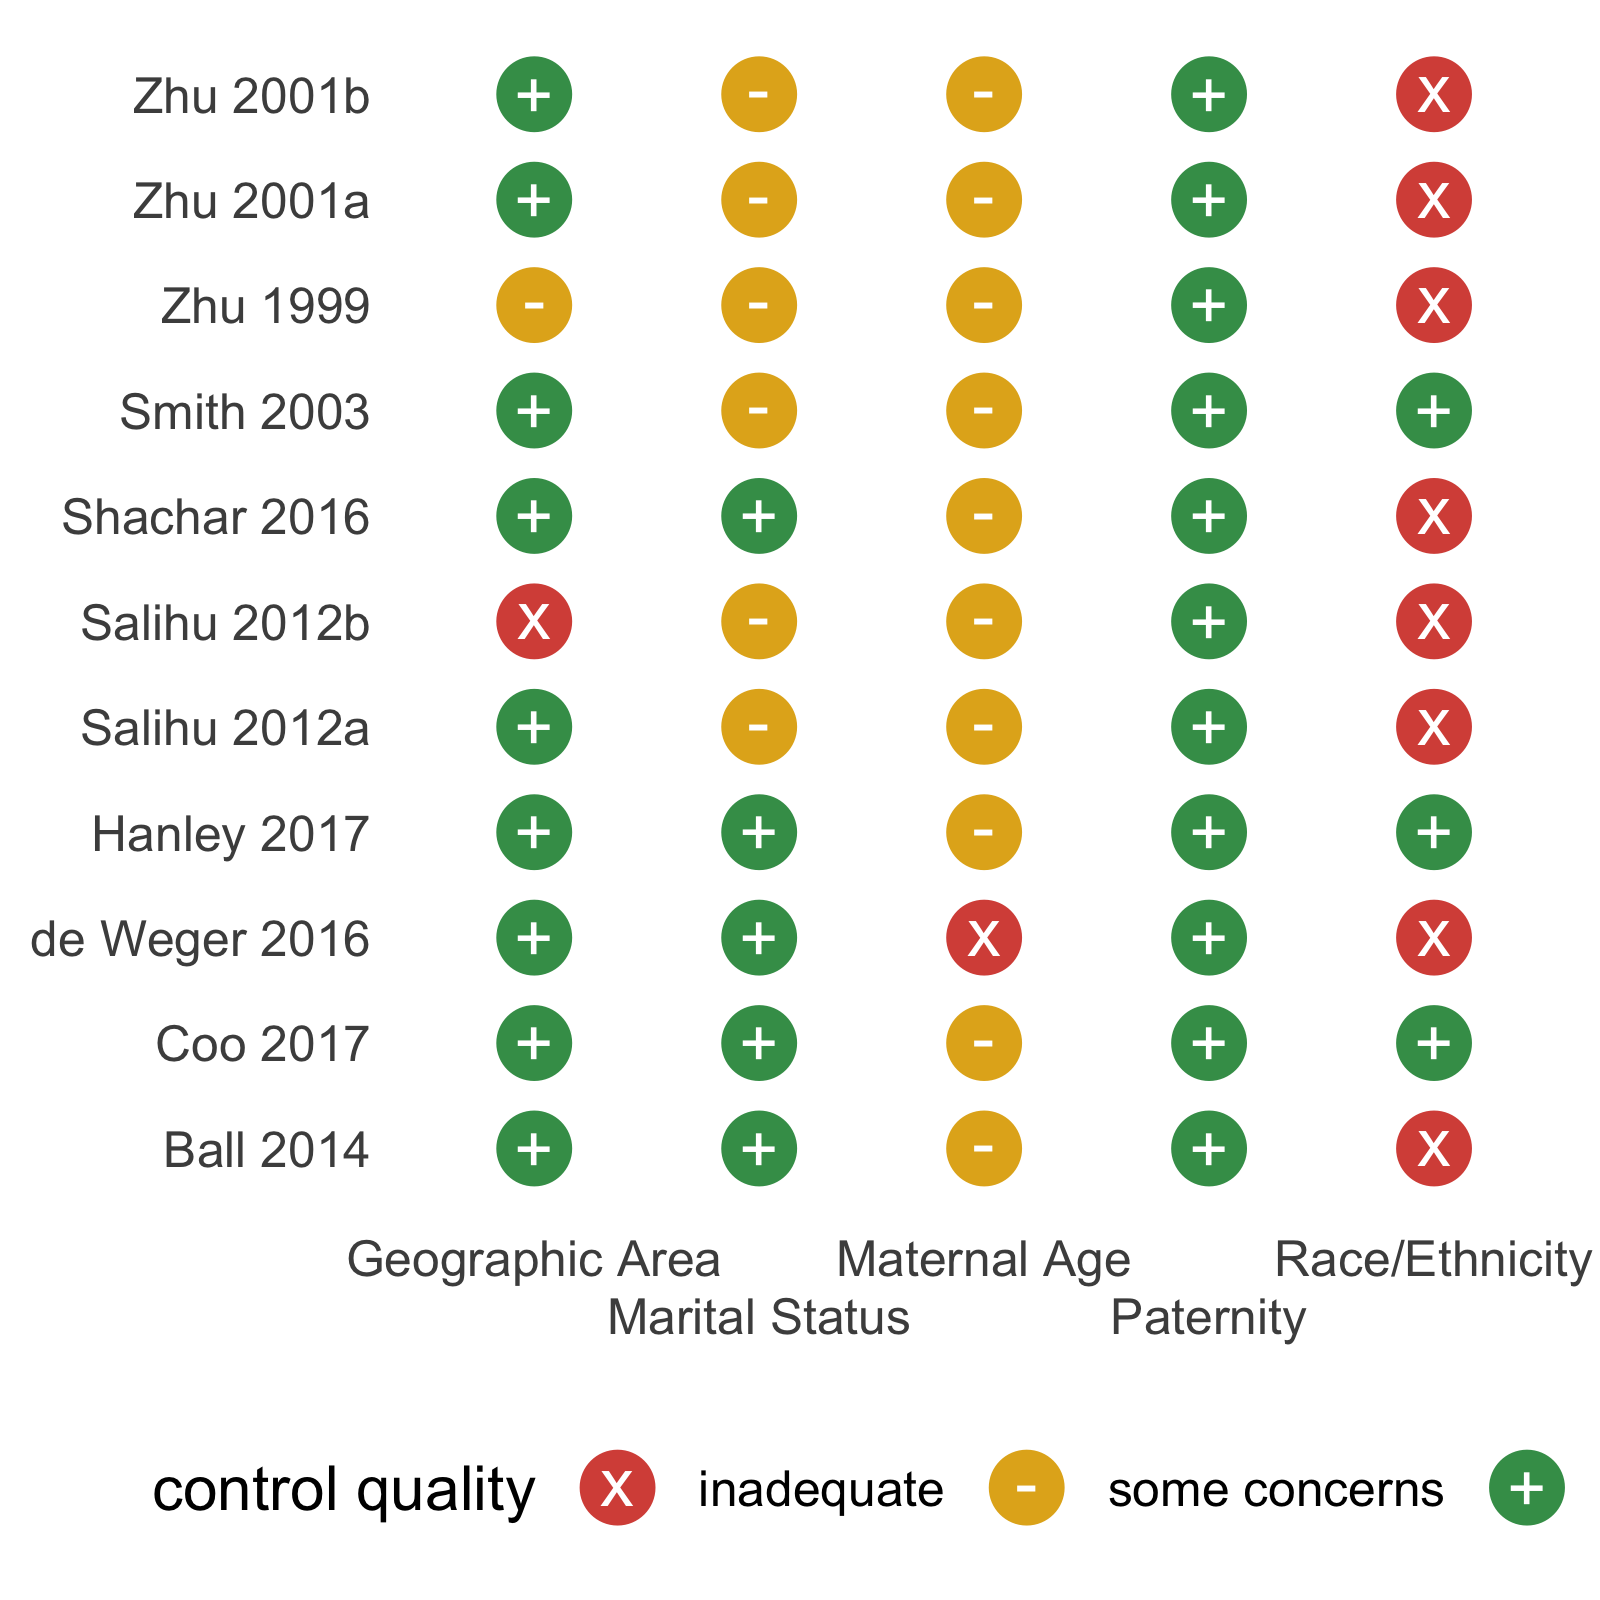 Zhu 2001b + - - + X
Zhu 2001a + - - + X
Zhu 1999 - - - + X
Smith 2003 + - - + +
Shachar 2016 + + - + X
Salihu 2012b X - - + X
Salihu 2012a + - - + X
Hanley 2017 + + - + +
de Weger 2016 + + X + X
Coo 2017 + + - + +
Ball 2014 + + - + X
Geographic Area Maternal Age Race/Ethnicity
Marital Status Paternity
control quality X inadequate - some concerns +